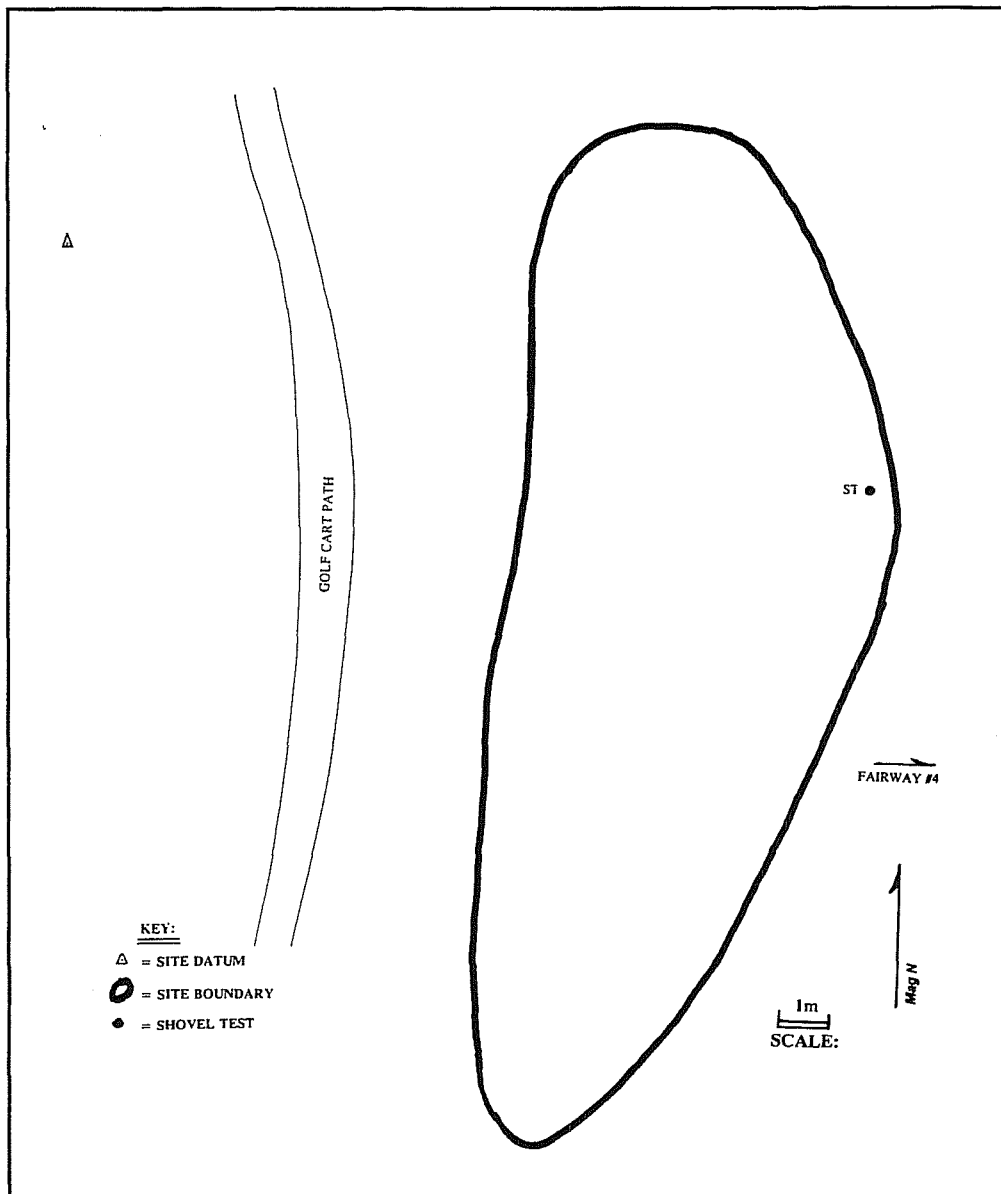 GOLF CART PATH
ST
FAIRWAY #4
Mag N
1m
SCALE:
KEY:
= SITE DATUM
= SITE BOUNDARY
= SHOVEL TEST